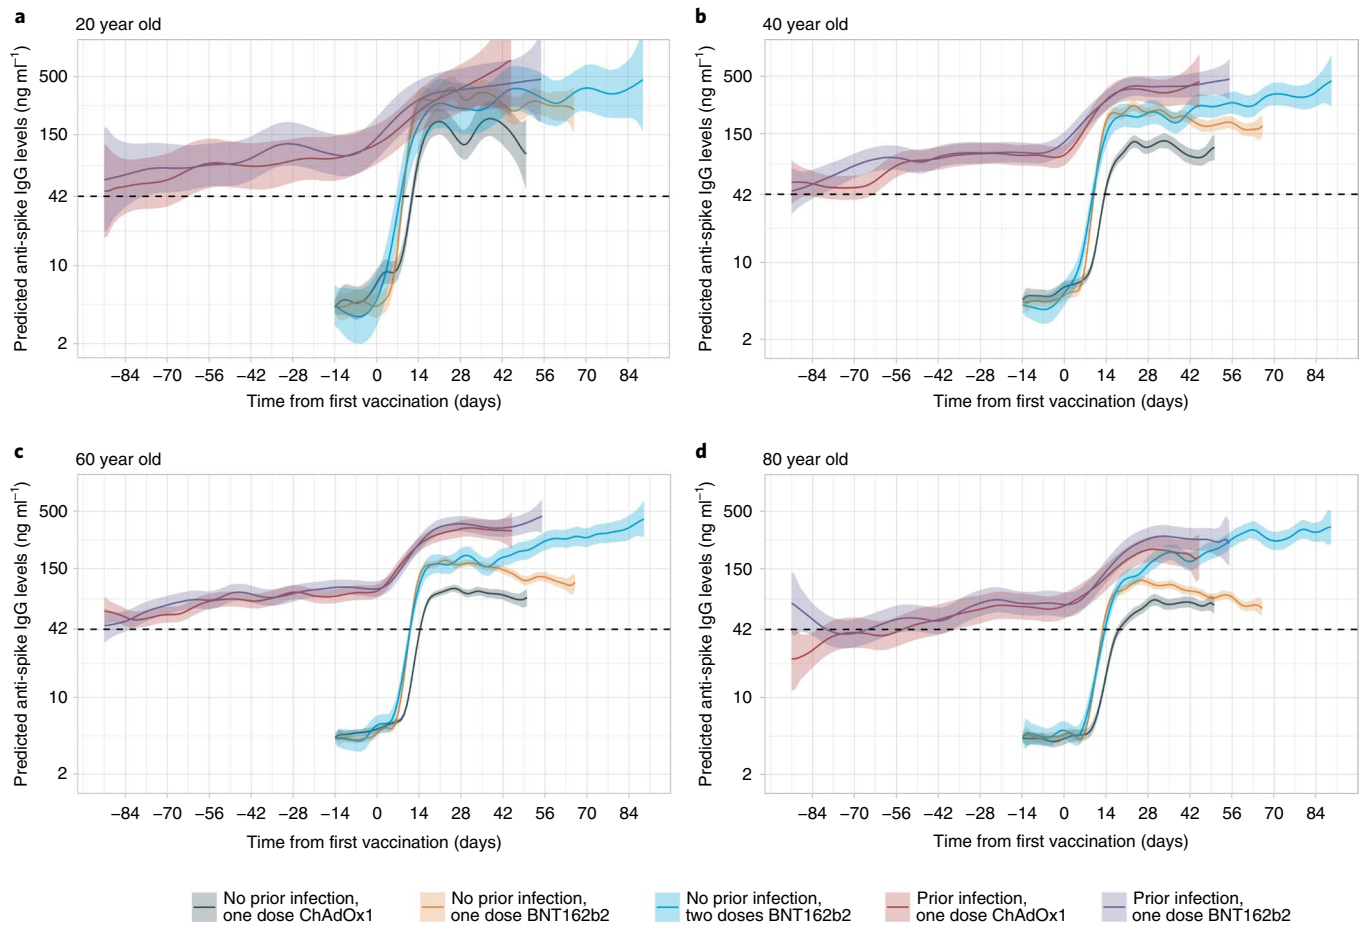 a
20 year old
Predicted anti-spike IgG levels (ng ml−1)
500
150
42
10
2
−84 −70 −56 −42 −28 −14 0 14 28 42 56 70 84
Time from first vaccination (days)
b
40 year old
Predicted anti-spike IgG levels (ng ml−1)
500
150
42
10
2
−84 −70 −56 −42 −28 −14 0 14 28 42 56 70 84
Time from first vaccination (days)
c
60 year old
Predicted anti-spike IgG levels (ng ml−1)
500
150
42
10
2
−84 −70 −56 −42 −28 −14 0 14 28 42 56 70 84
Time from first vaccination (days)
d
80 year old
Predicted anti-spike IgG levels (ng ml−1)
500
150
42
10
2
−84 −70 −56 −42 −28 −14 0 14 28 42 56 70 84
Time from first vaccination (days)
No prior infection,
one dose ChAdOx1
No prior infection,
one dose BNT162b2
No prior infection,
two doses BNT162b2
Prior infection,
one dose ChAdOx1
Prior infection,
one dose BNT162b2